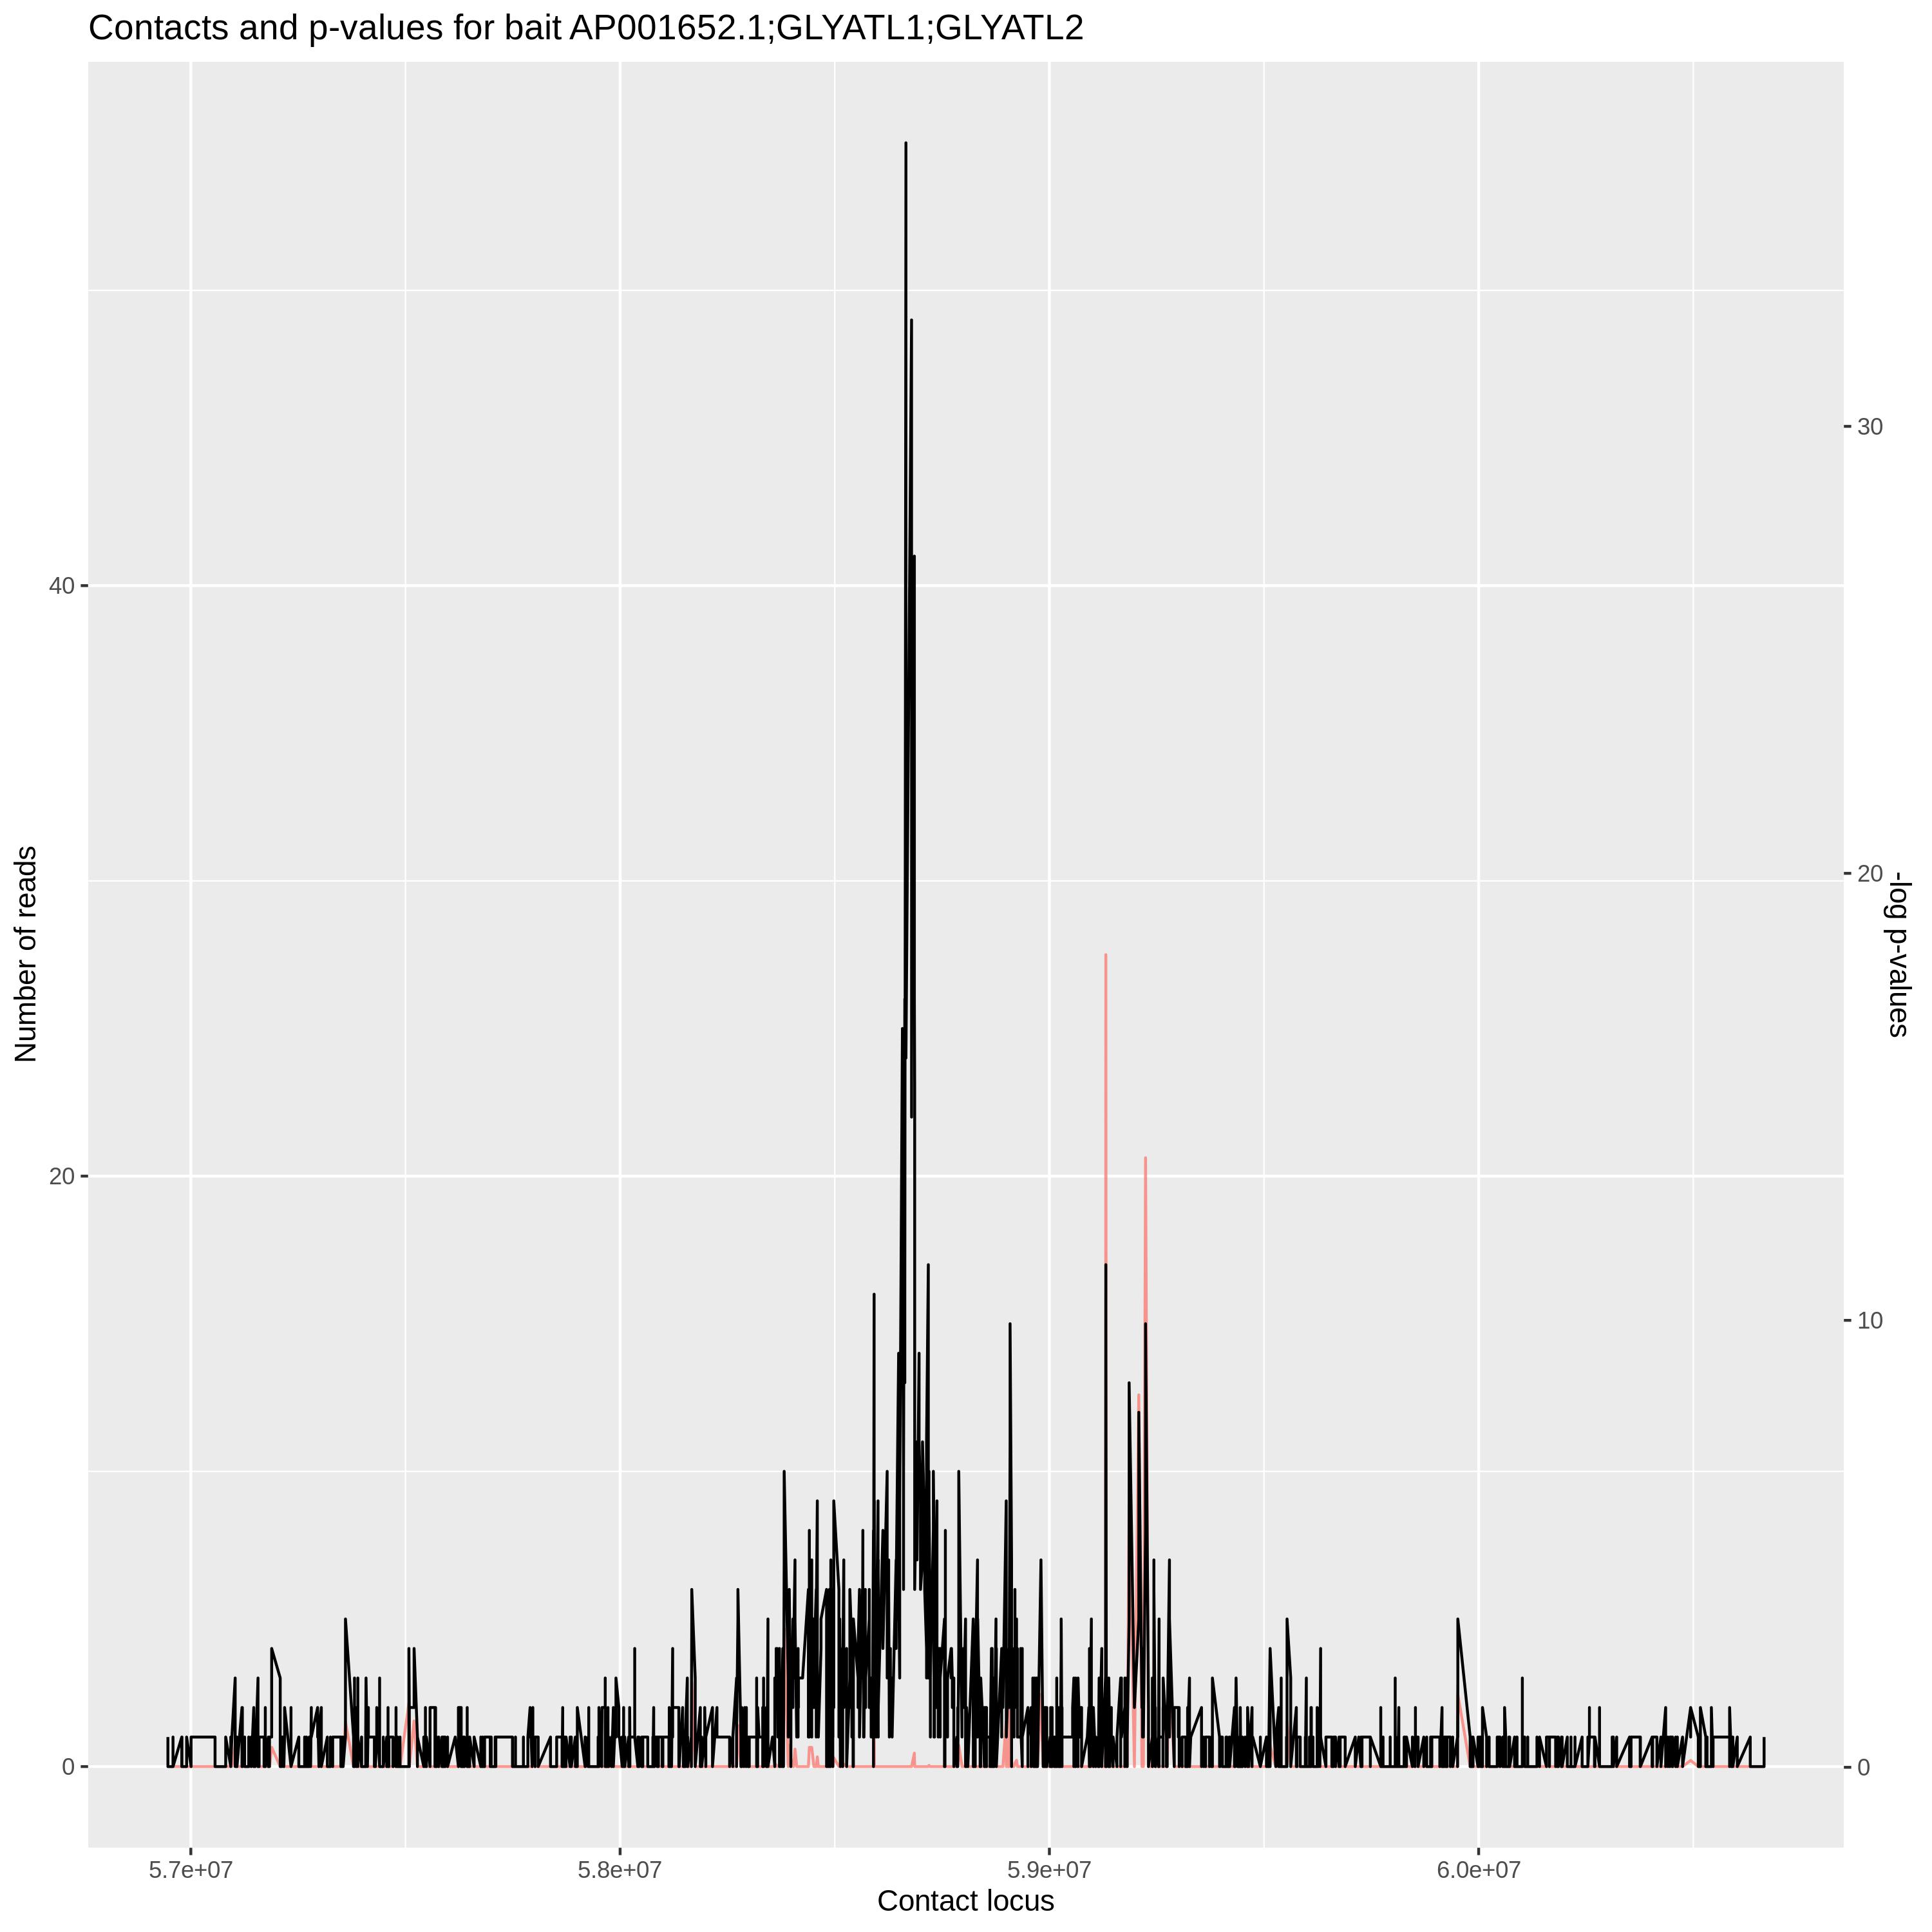 Contacts and p-values for bait AP001652.1;GLYATL1;GLYATL2
Number of reads
40
20
0
30
20
10
0
-log p-values
5.7e+07
5.8e+07
5.9e+07
6.0e+07
Contact locus